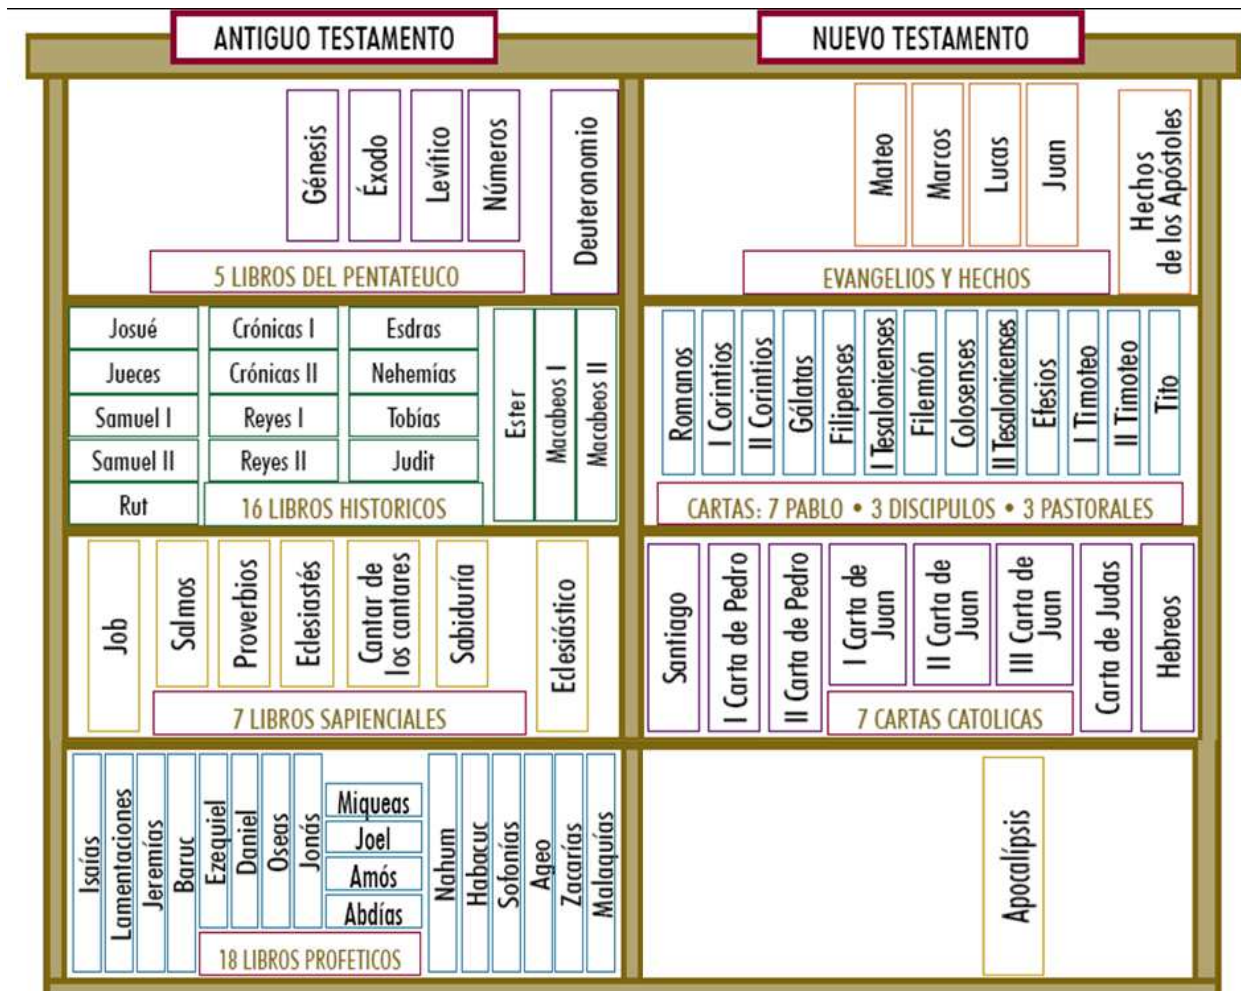 ANTIGUO TESTAMENTO
Génesis
Éxodo
Levítico
Números
Deuteronomio
5 LIBROS DEL PENTATEUCO
Josué
Jueces
Samuel I
Samuel II
Rut
Crónicas I
Crónicas II
Reyes I
Reyes II
Esdras
Nehemías
Tobías
Judit
Ester
Macabeos I
Macabeos II
16 LIBROS HISTORICOS
Job
Salmos
Proverbios
Eclesiastés
Cantar de
los cantares
Sabiduría
Eclesiástico
7 LIBROS SAPIENCIALES
Isaías
Lamentaciones
Jeremías
Baruc
Ezequiel
Daniel
Oseas
Jonás
Miqueas
Joel
Amós
Abdías
Nahum
Habacuc
Sofonías
Ageo
Zacarías
Malaquías
18 LIBROS PROFETICOS
NUEVO TESTAMENTO
Mateo
Marcos
Lucas
Juan
Hechos
de los Apóstoles
EVANGELIOS Y HECHOS
Romanos
I Corintios
II Corintios
Gálatas
Filipenses
I Tesalonicenses
Filemón
Colosenses
II Tesalonicenses
Efesios
I Timoteo
II Timoteo
Tito
CARTAS: 7 PABLO • 3 DISCIPULOS • 3 PASTORALES
Santiago
I Carta de Pedro
II Carta de Pedro
I Carta de
Juan
II Carta de
Juan
III Carta de
Juan
Carta de Judas
Hebreos
7 CARTAS CATOLICAS
Apocalípsis